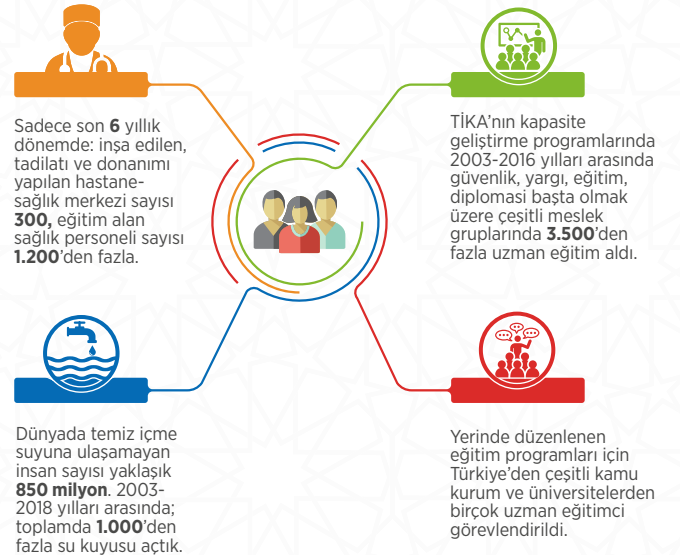 Sadece son 6 yıllık
dönemde: inşa edilen,
tadilatı ve donanımı
yapılan hastane-
sağlık merkezi sayısı
300, eğitim alan
sağlık personeli sayısı
1.200’den fazla.
TİKA’nın kapasite
geliştirme programlarında
2003-2016 yılları arasında
güvenlik, yargı, eğitim,
diplomasi başta olmak
üzere çeşitli meslek
gruplarında 3.500’den
fazla uzman eğitim aldı.
Dünyada temiz içme
suyuna ulaşamayan
insan sayısı yaklaşık
850 milyon. 2003-
2018 yılları arasında;
toplamda 1.000’den
fazla su kuyusu açtık.
Yerinde düzenlenen
eğitim programları için
Türkiye’den çeşitli kamu
kurum ve üniversitelerden
birçok uzman eğitimci
görevlendirildi.